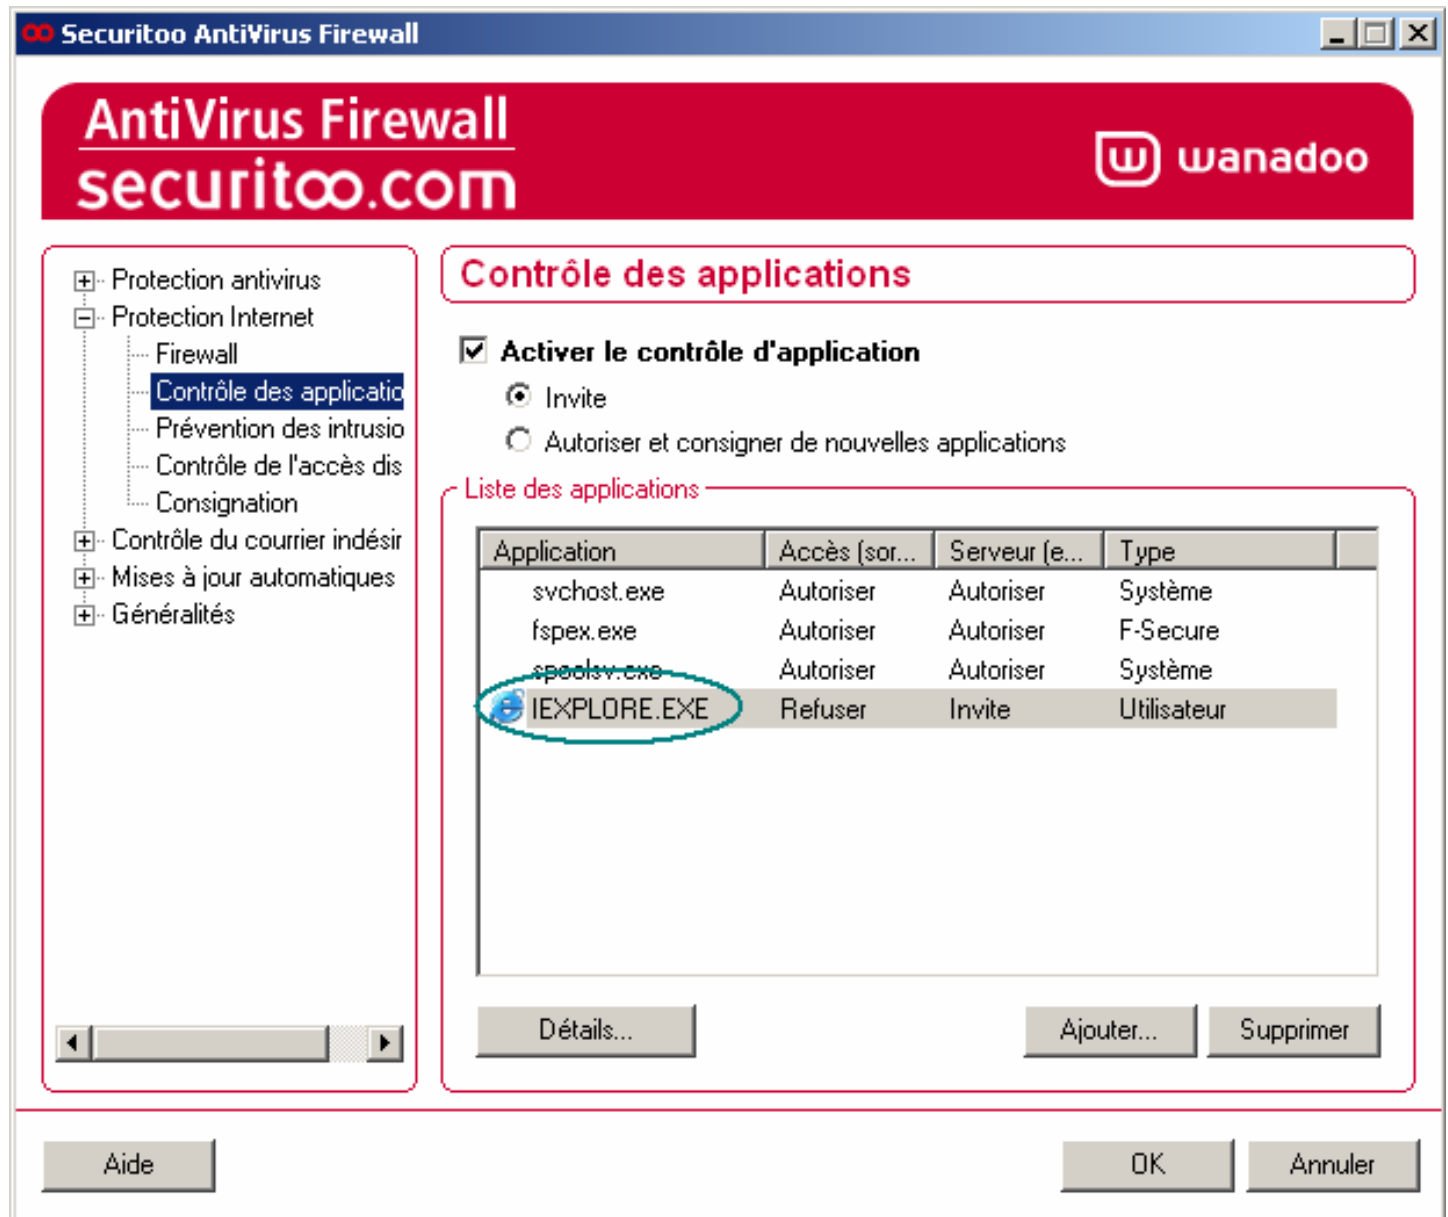 Securitoo AntiVirus Firewall
AntiVirus Firewall
securitoo.com
wanadoo
Protection antivirus
Protection Internet
Firewall
Contrôle des applicatio
Prévention des intrusio
Contrôle de l'accès dis
Consignation
Contrôle du courrier indésir
Mises à jour automatiques
Généralités
Contrôle des applications
Activer le contrôle d'application
Invite
Autoriser et consigner de nouvelles applications
Liste des applications
Application Accès (sor... Serveur (e... Type
svchost.exe Autoriser Autoriser Système
fspex.exe Autoriser Autoriser F-Secure
spoolsv.exe Autoriser Autoriser Système
IEXPLORE.EXE Refuser Invite Utilisateur
Détails... Ajouter... Supprimer
Aide OK Annuler